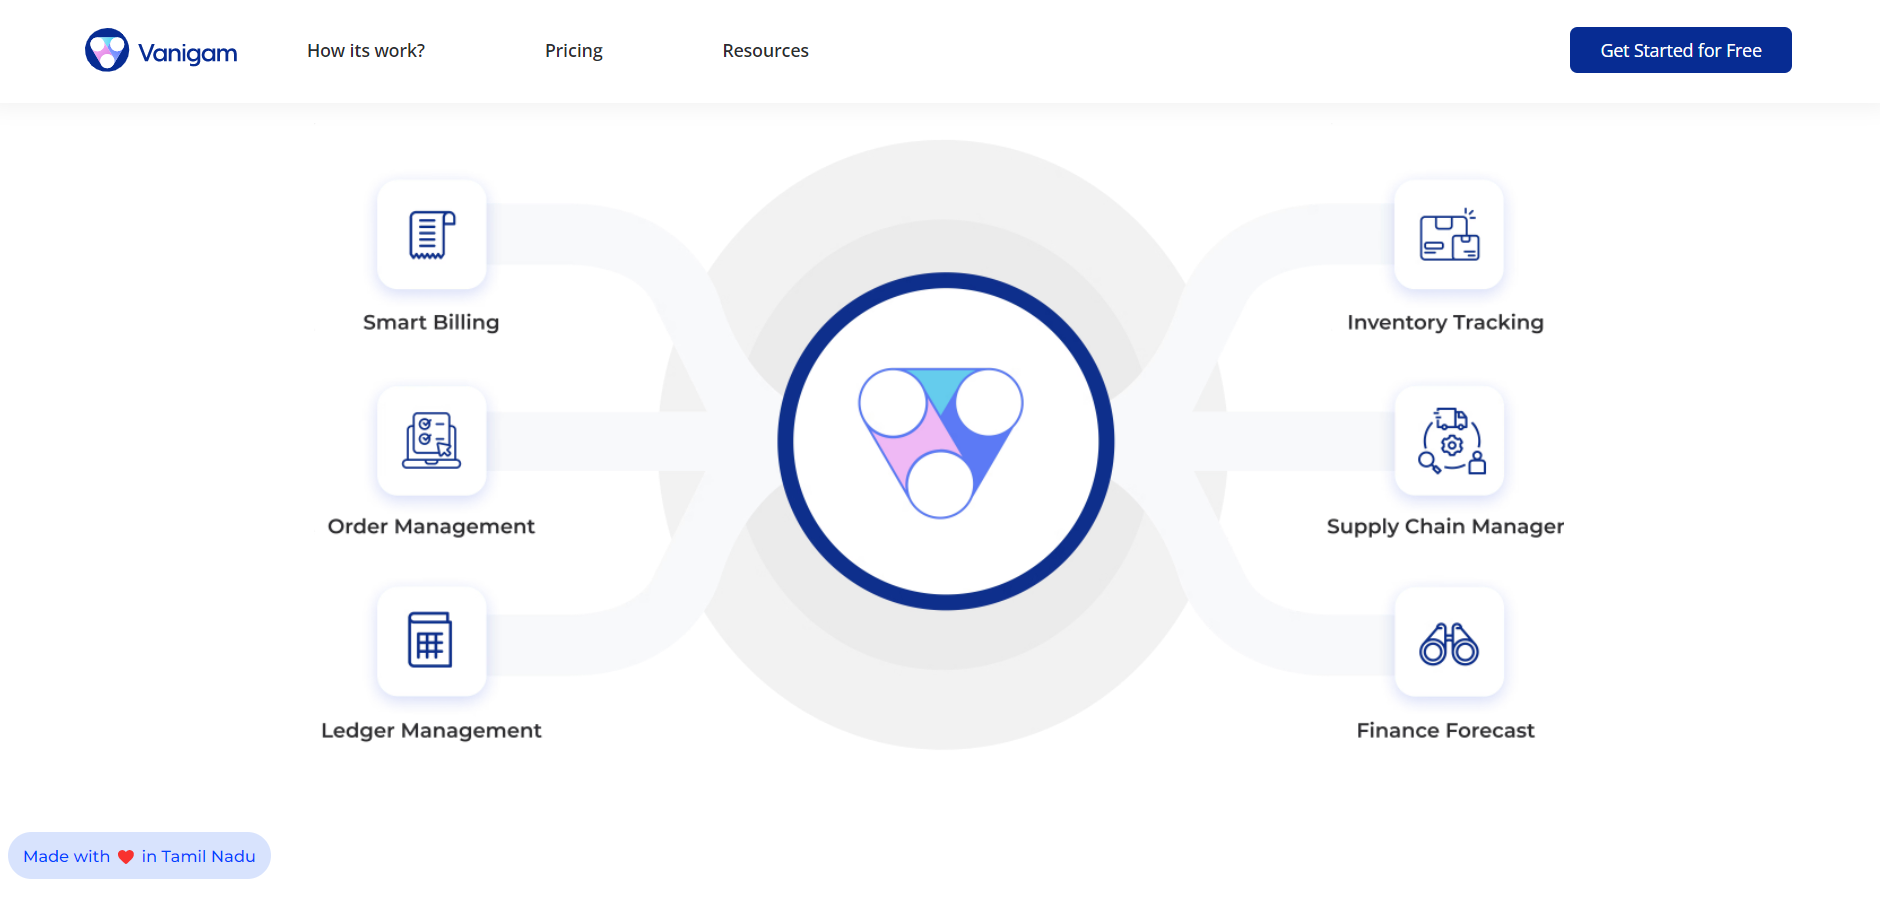 Vanigam
How its work?
Pricing
Resources
Get Started for Free
Smart Billing
Inventory Tracking
Order Management
Supply Chain Manager
Ledger Management
Finance Forecast
Made with ❤ in Tamil Nadu